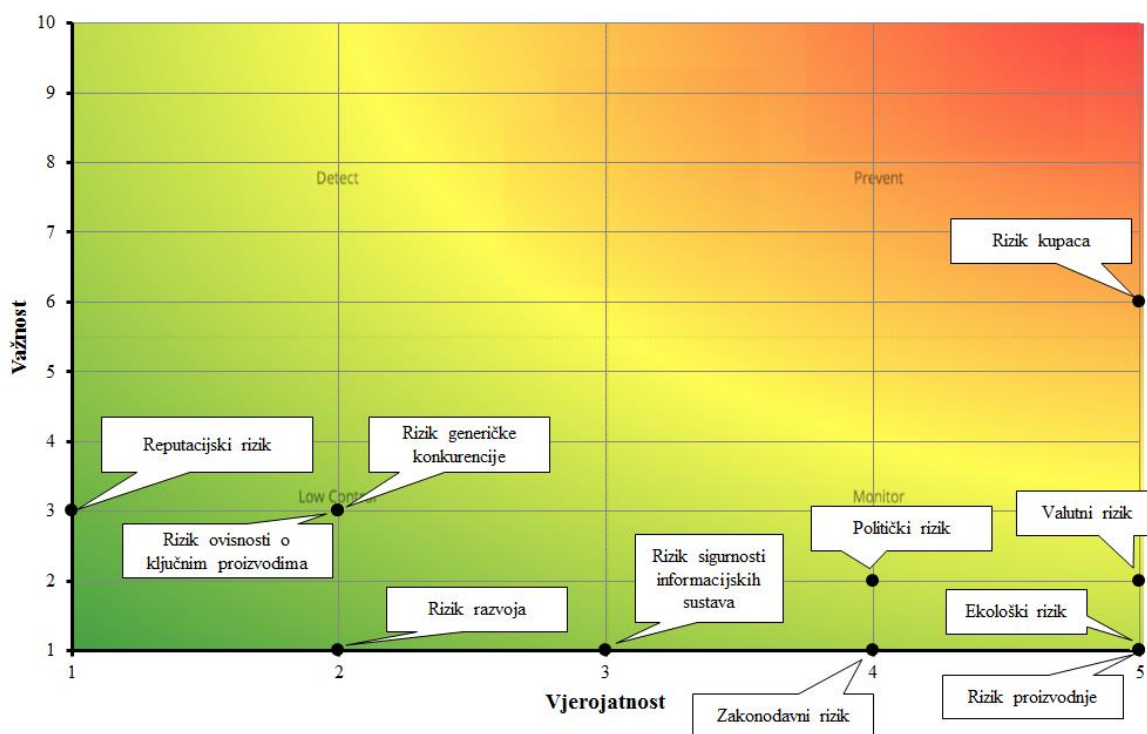 10
9
8
Detect
Prevent
7
Rizik kupaca
6
Važnost
5
4
Reputacijski rizik
Rizik generičke
konkurencije
Low Control
Monitor
3
Rizik ovisnosti o
ključnim proizvodima
Rizik sigurnosti
informacijskih
sustava
Politički rizik
Valutni rizik
2
Rizik razvoja
Ekološki rizik
1
1
2
3
4
5
Vjerojatnost
Zakonodavni rizik
Rizik proizvodnje